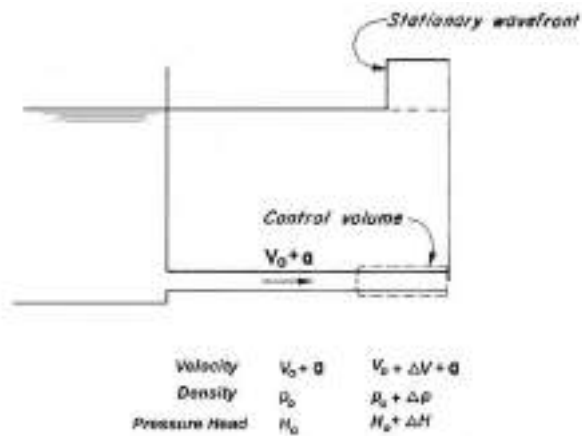 Stationary wavefront
Control volume
V₀ + a
Velocity V₀ + a V₀ + ΔV + a
Density ρ₀ ρ₀ + Δρ
Pressure Head H₀ H₀ + ΔH